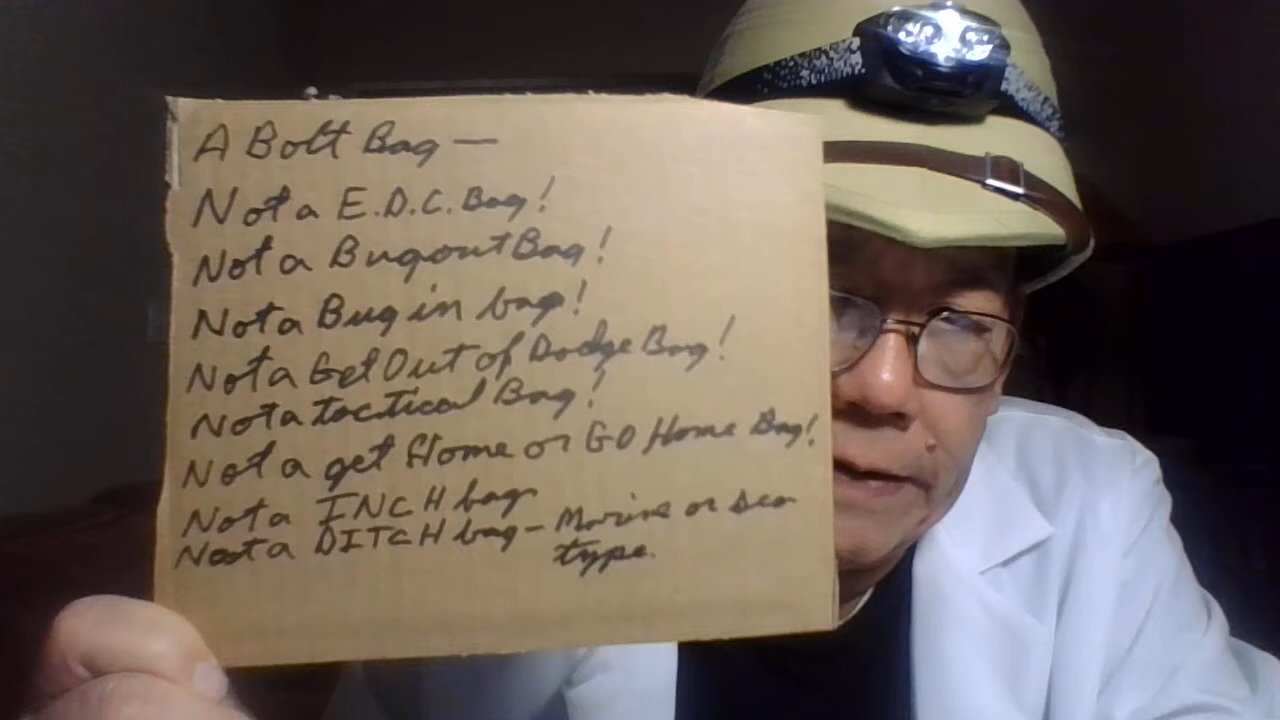 A Bolt Bag —
Not a E.D.C. Bag!
Not a Bugout Bag!
Not a Bug in bag!
Not a Get Out of Dodge Bag!
Not a tactical Bag!
Not a get Home or GO Home Bag!
Not a INCH bag
Not a DITCH bag - Marine or sea
type.